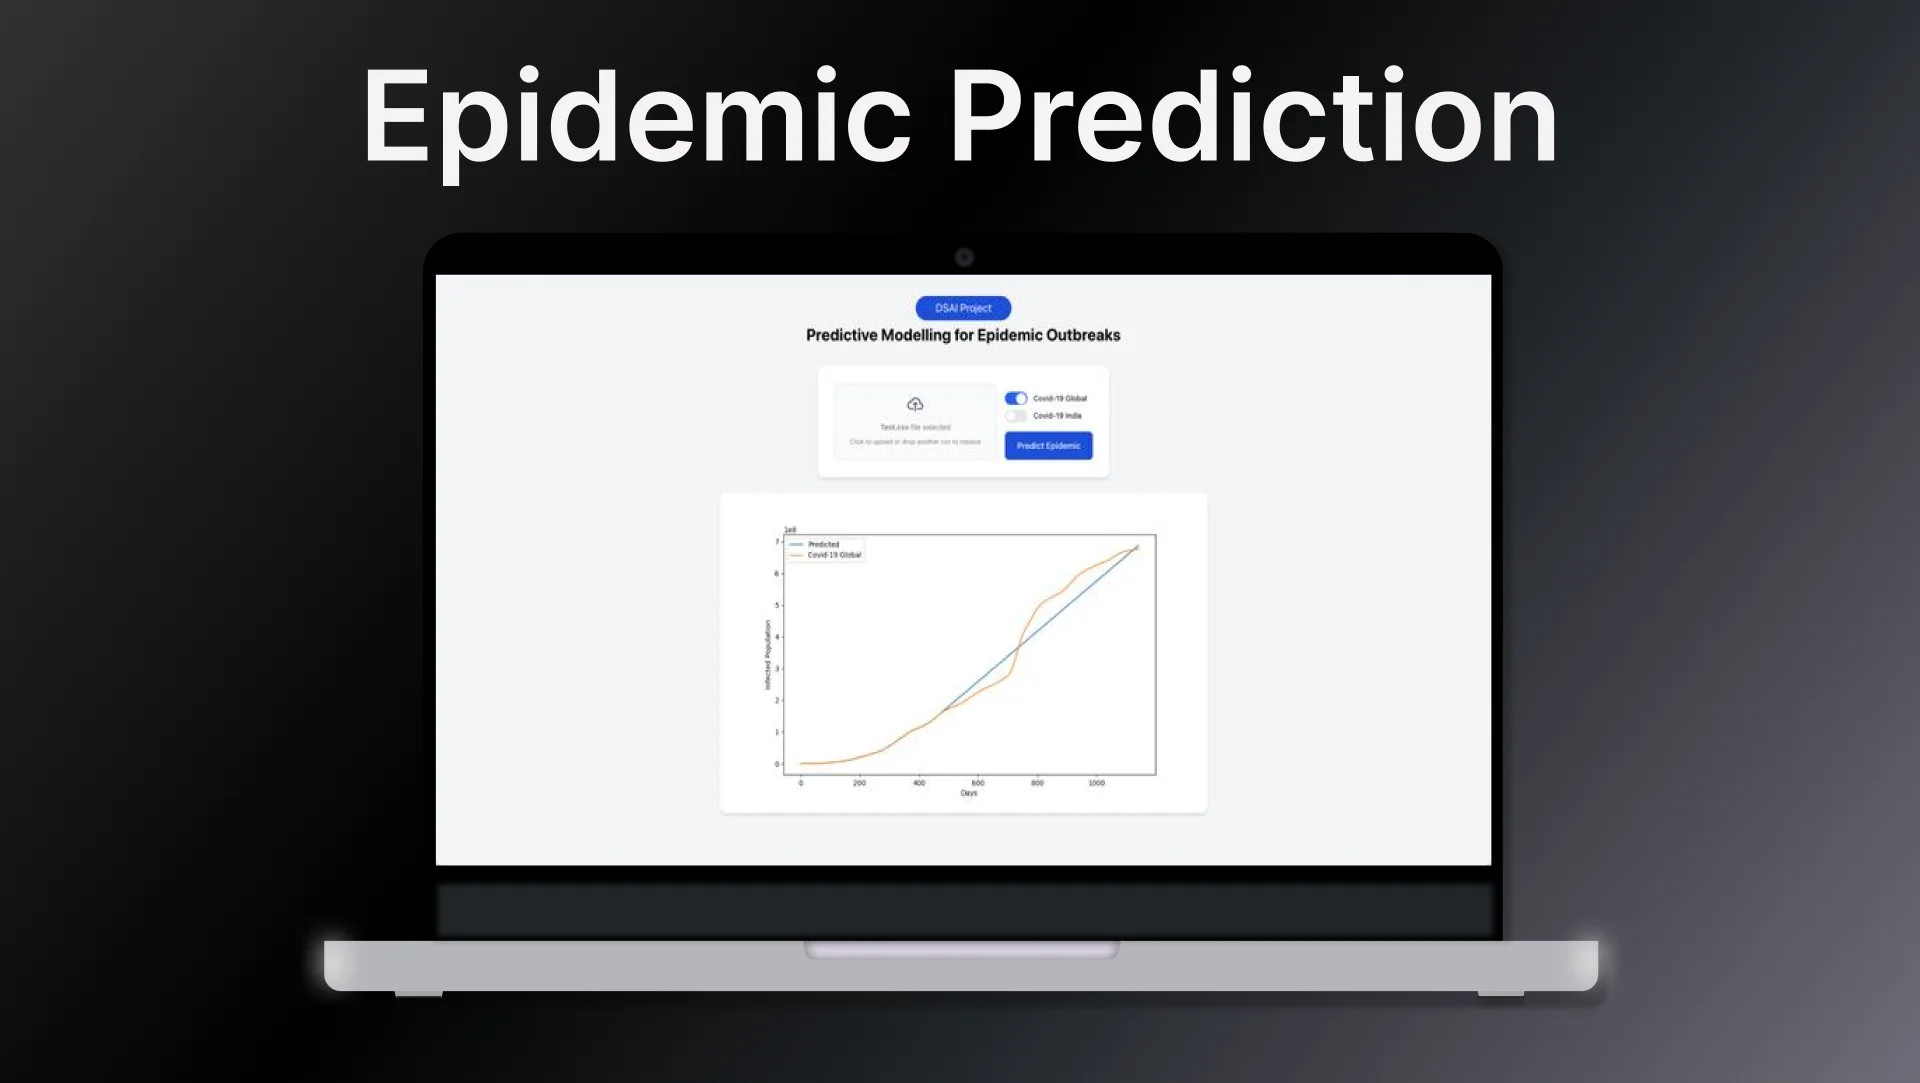 Epidemic Prediction
DSAI Project
Predictive Modelling for Epidemic Outbreaks
Test.csv file selected
Click to upload or drop another csv to replace
Covid-19 Global
Covid-19 India
Predict Epidemic
1e8
Predicted
Covid-19 Global
7
6
5
4
3
2
1
0
Infected Population
0 200 400 600 800 1000
Days